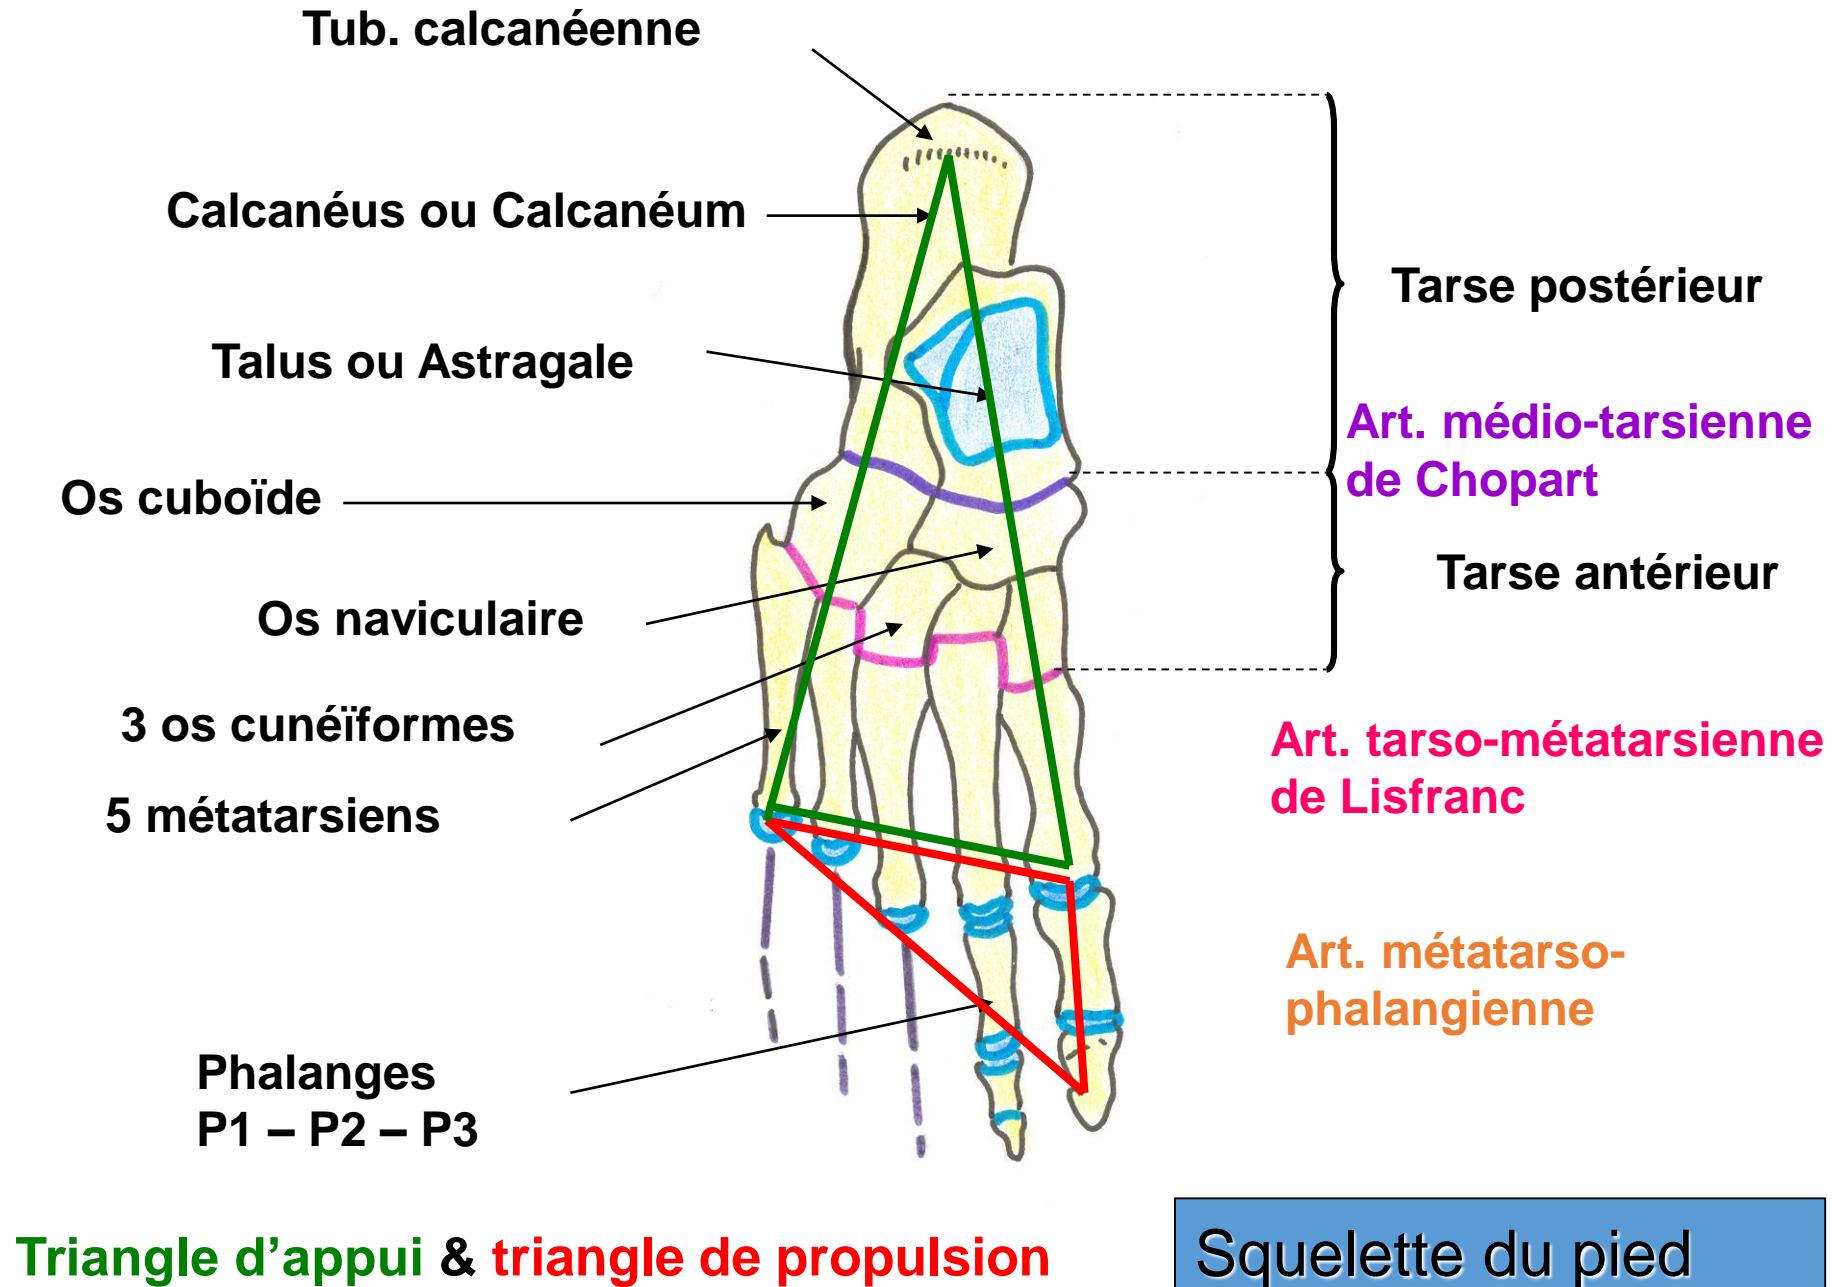 Tub. calcanéenne
Calcanéus ou Calcanéum
Talus ou Astragale
Os cuboïde
Os naviculaire
3 os cunéïformes
5 métatarsiens
Phalanges
P1 – P2 – P3
Tarse postérieur
Art. médio-tarsienne
de Chopart
Tarse antérieur
Art. tarso-métatarsienne
de Lisfranc
Art. métatarso-
phalangienne
Triangle d’appui & triangle de propulsion
Squelette du pied